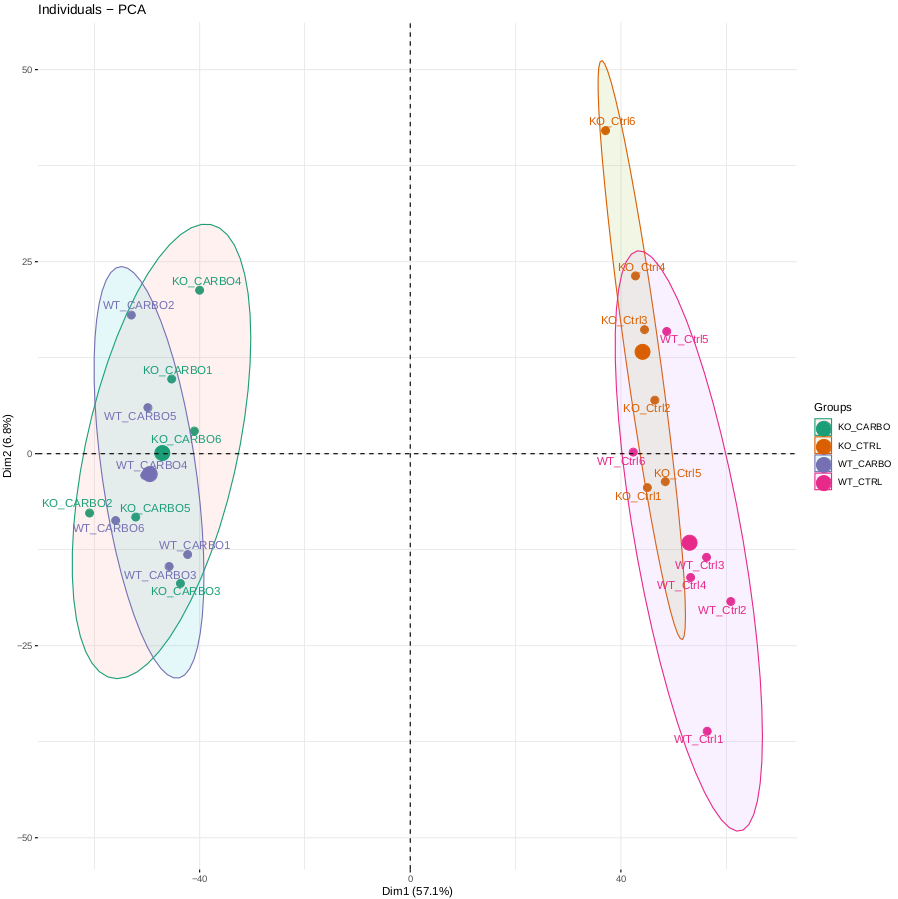 Individuals − PCA
50
25
0
−25
−50
Dim2 (6.8%)
KO_Ctrl6
KO_Ctrl4
KO_CARBO4
WT_CARBO2
KO_Ctrl3
WT_Ctrl5
KO_CARBO1
KO_Ctrl2
WT_CARBO5
KO_CARBO6
WT_Ctrl6
WT_CARBO4
KO_Ctrl5
KO_Ctrl1
KO_CARBO2
KO_CARBO5
WT_CARBO6
WT_CARBO1
WT_Ctrl3
WT_CARBO3
WT_Ctrl4
KO_CARBO3
WT_Ctrl2
WT_Ctrl1
−40
0
40
Dim1 (57.1%)
Groups
KO_CARBO
KO_CTRL
WT_CARBO
WT_CTRL